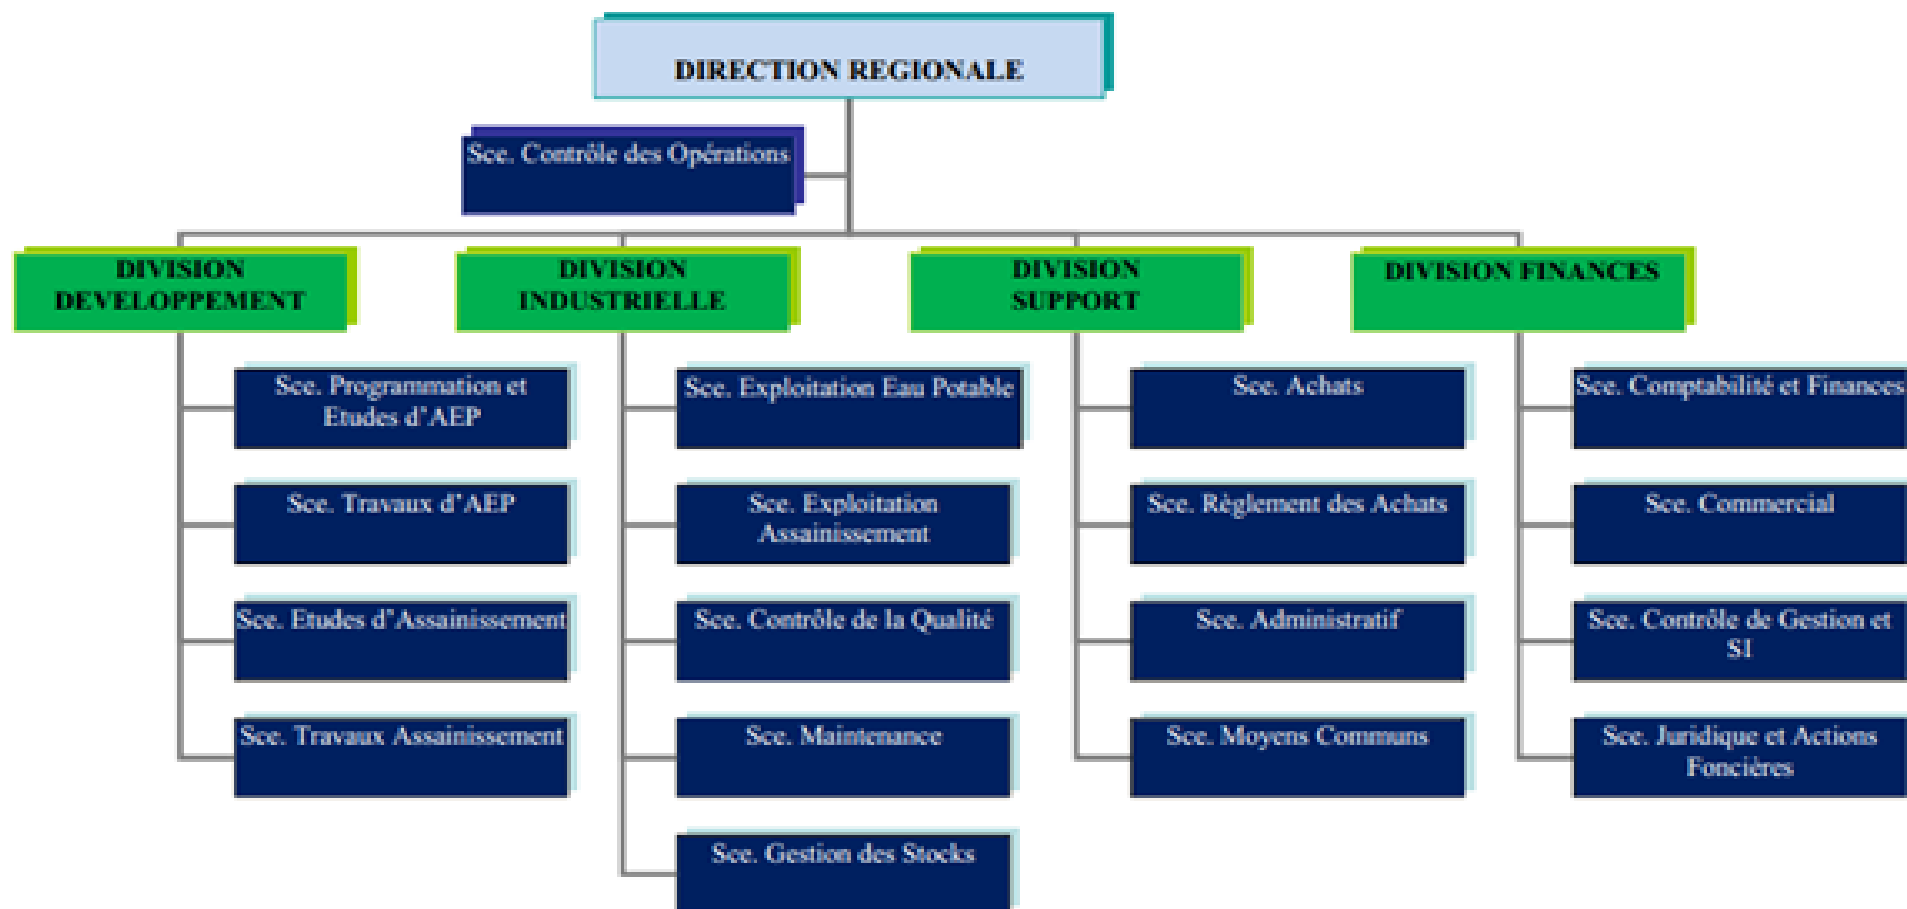 DIRECTION REGIONALE
Sce. Contrôle des Opérations
DIVISION
DEVELOPPEMENT
Sce. Programmation et
Etudes d'AEP
Sce. Travaux d'AEP
Sce. Etudes d'Assainissement
Sce. Travaux Assainissement
DIVISION
INDUSTRIELLE
Sce. Exploitation Eau Potable
Sce. Exploitation
Assainissement
Sce. Contrôle de la Qualité
Sce. Maintenance
Sce. Gestion des Stocks
DIVISION
SUPPORT
Sce. Achats
Sce. Règlement des Achats
Sce. Administratif
Sce. Moyens Communs
DIVISION FINANCES
Sce. Comptabilité et Finances
Sce. Commercial
Sce. Contrôle de Gestion et
SI
Sce. Juridique et Actions
Foncières